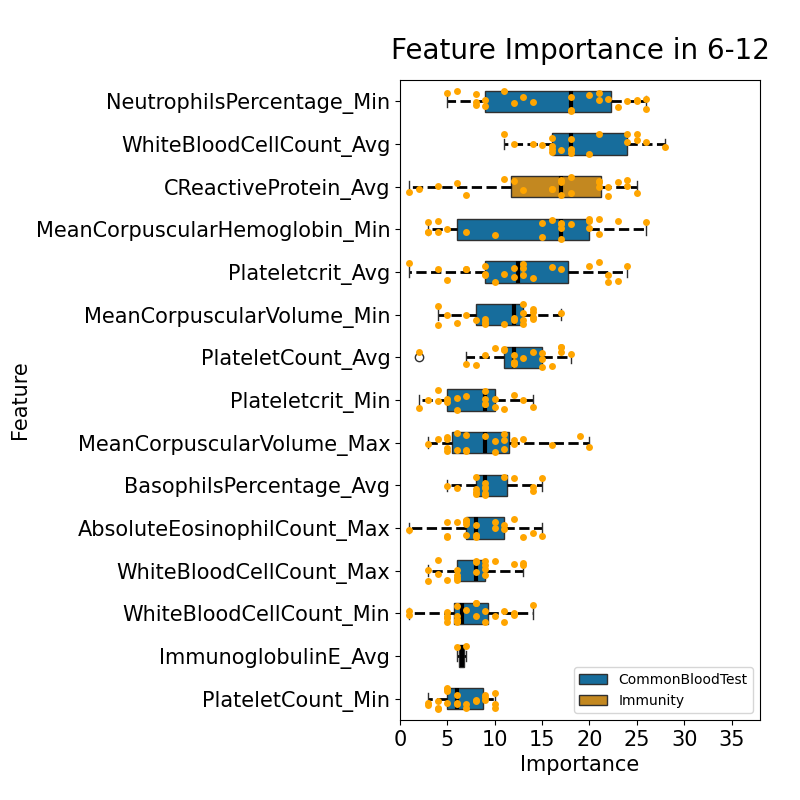 Feature Importance in 6-12
NeutrophilsPercentage_Min
WhiteBloodCellCount_Avg
CReactiveProtein_Avg
MeanCorpuscularHemoglobin_Min
Plateletcrit_Avg
MeanCorpuscularVolume_Min
PlateletCount_Avg
Plateletcrit_Min
MeanCorpuscularVolume_Max
BasophilsPercentage_Avg
AbsoluteEosinophilCount_Max
WhiteBloodCellCount_Max
WhiteBloodCellCount_Min
ImmunoglobulinE_Avg
PlateletCount_Min
Feature
CommonBloodTest
Immunity
0 5 10 15 20 25 30 35
Importance